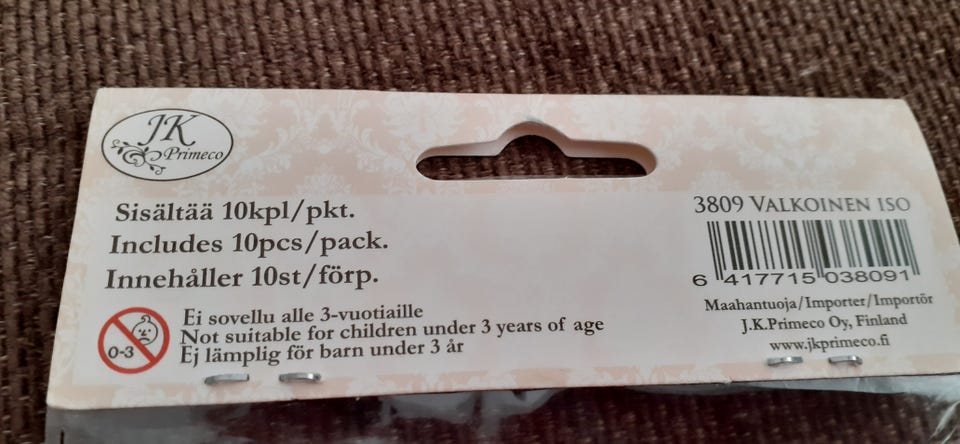 JK
Primeco
Sisältää 10kpl/pkt.
Includes 10pcs/pack.
Innehåller 10st/förp.
0-3
Ei sovellu alle 3-vuotiaille
Not suitable for children under 3 years of age
Ej lämplig för barn under 3 år
3809 VALKOINEN ISO
6 417715 038091
Maahantuoja/Importer/Importör
J.K.Primeco Oy, Finland
www.jkprimeco.fi